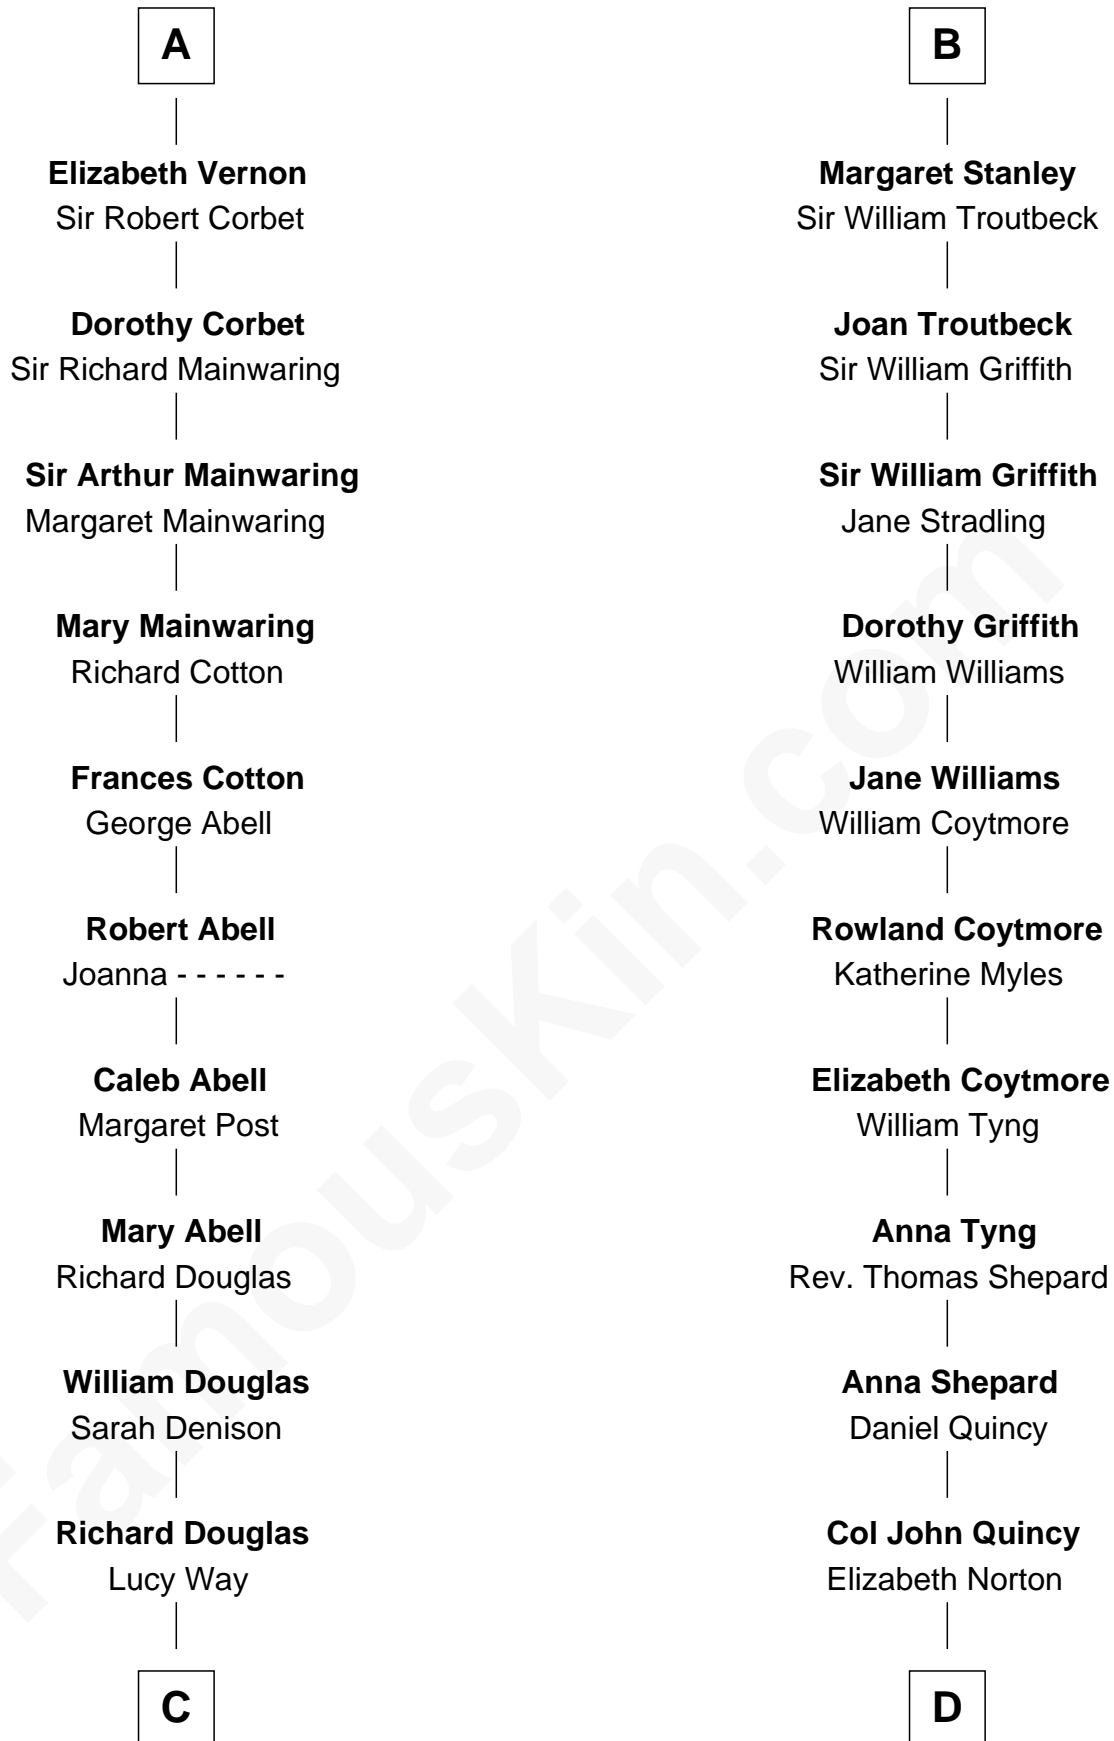 A
Elizabeth Vernon
Sir Robert Corbet
Dorothy Corbet
Sir Richard Mainwaring
Sir Arthur Mainwaring
Margaret Mainwaring
Mary Mainwaring
Richard Cotton
Frances Cotton
George Abell
Robert Abell
Joanna - - - - - -
Caleb Abell
Margaret Post
Mary Abell
Richard Douglas
William Douglas
Sarah Denison
Richard Douglas
Lucy Way
C
B
Margaret Stanley
Sir William Troutbeck
Joan Troutbeck
Sir William Griffith
Sir William Griffith
Jane Stradling
Dorothy Griffith
William Williams
Jane Williams
William Coytmore
Rowland Coytmore
Katherine Myles
Elizabeth Coytmore
William Tyng
Anna Tyng
Rev. Thomas Shepard
Anna Shepard
Daniel Quincy
Col John Quincy
Elizabeth Norton
D
FamousKin.com